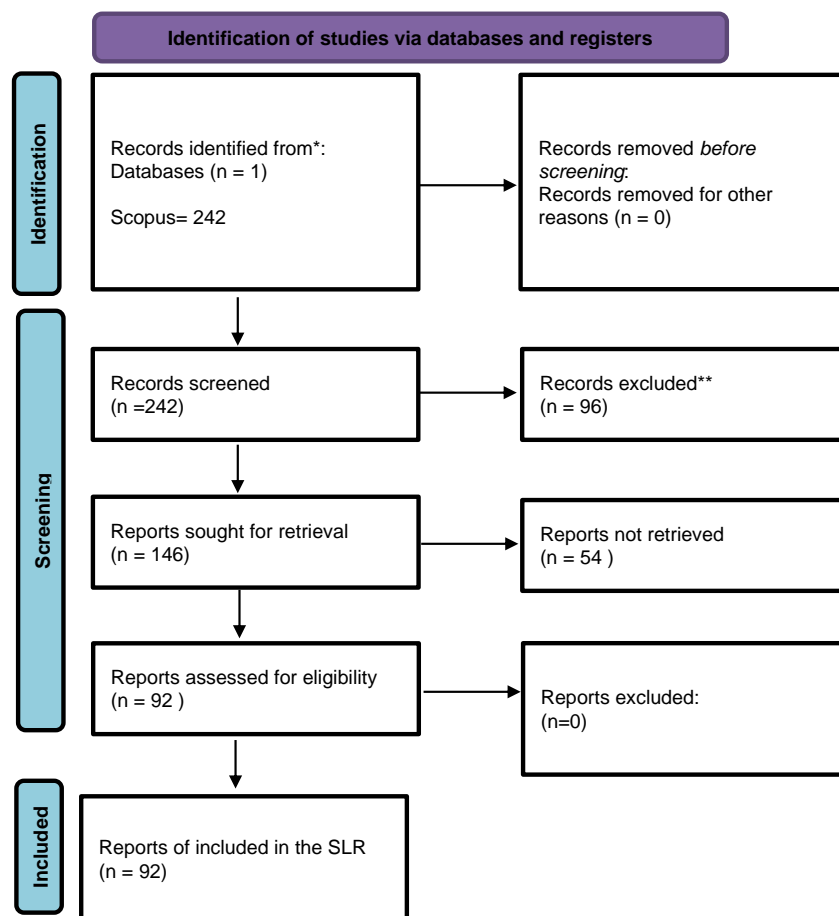 Identification of studies via databases and registers
Identification
Records identified from*:
Databases (n = 1)
Scopus= 242
Records removed before
screening:
Records removed for other
reasons (n = 0)
Screening
Records screened
(n =242)
Records excluded**
(n = 96)
Reports sought for retrieval
(n = 146)
Reports not retrieved
(n = 54 )
Reports assessed for eligibility
(n = 92 )
Reports excluded:
(n=0)
Included
Reports of included in the SLR
(n = 92)